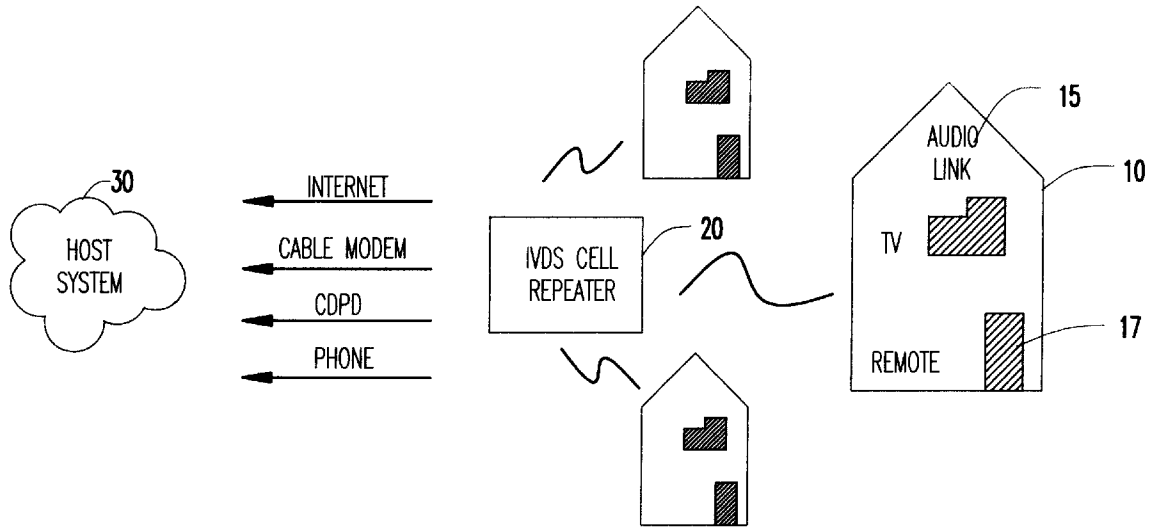 30
HOST
SYSTEM
INTERNET
CABLE MODEM
CDPD
PHONE
IVDS CELL
REPEATER
20
AUDIO
LINK
15
10
TV
REMOTE
17